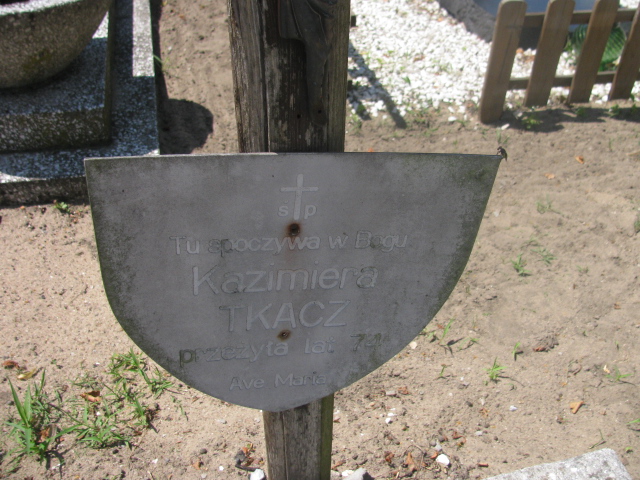 s p
Tu spoczywa w Bogu
Kazimiera
TKACZ
przeżyła lat 74
Ave Maria